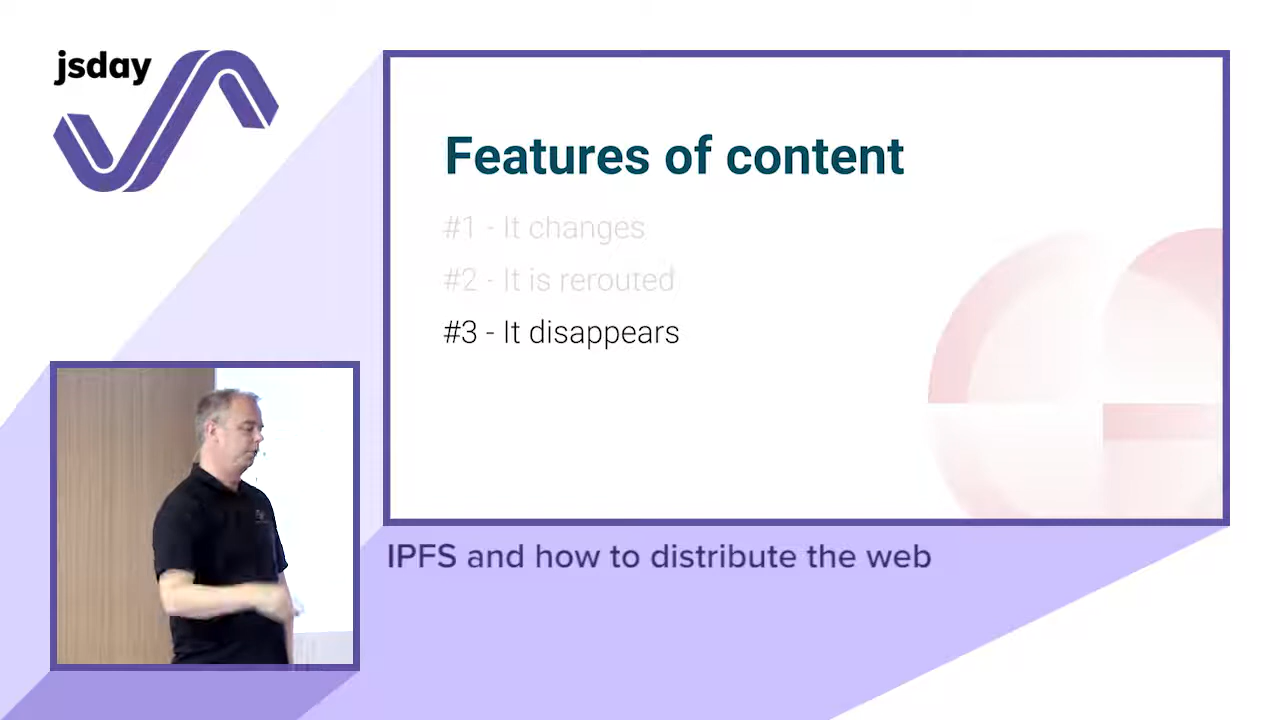 jsday
Features of content
#1 - It changes
#2 - It is rerouted
#3 - It disappears
IPFS and how to distribute the web